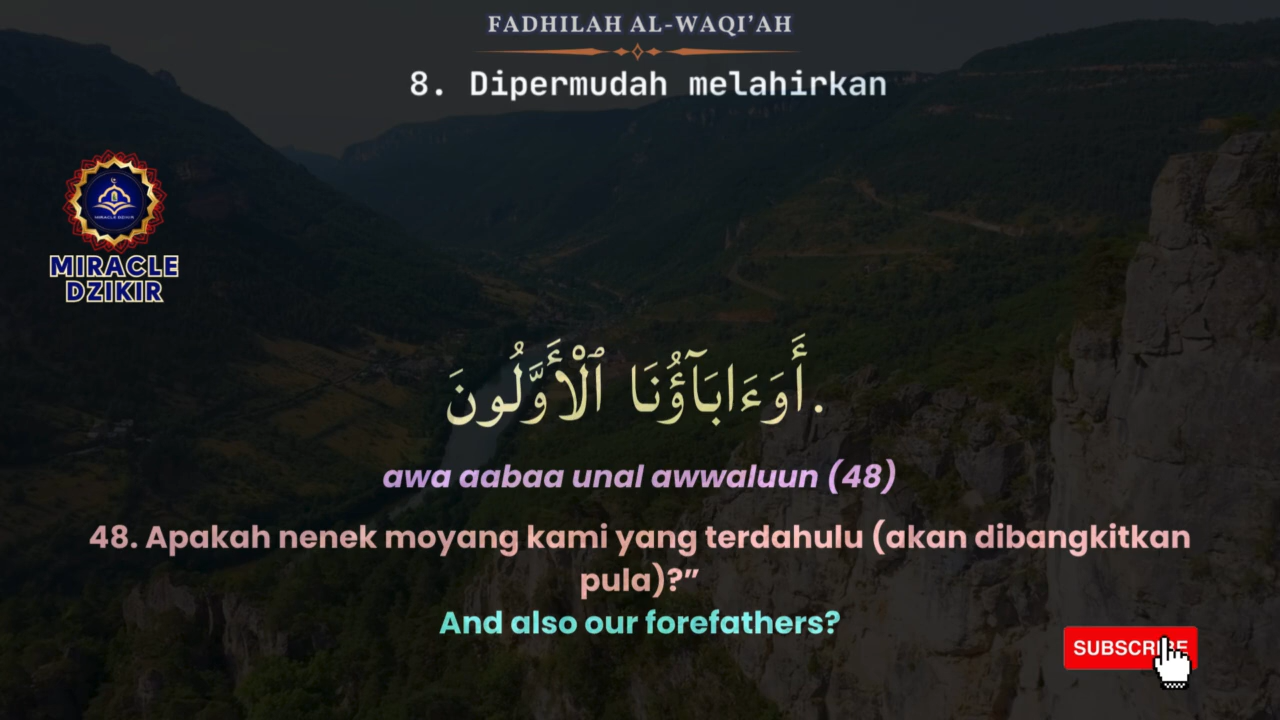 FADHILAH AL-WAQI'AH
8. Dipermudah melahirkan
MIRACLE
DZIKIR
أَوَءَابَآؤُنَا ٱلْأَوَّلُونَ.
awa aabaa unal awwaluun (48)
48. Apakah nenek moyang kami yang terdahulu (akan dibangkitkan
pula)?”
And also our forefathers?
SUBSCRIBE